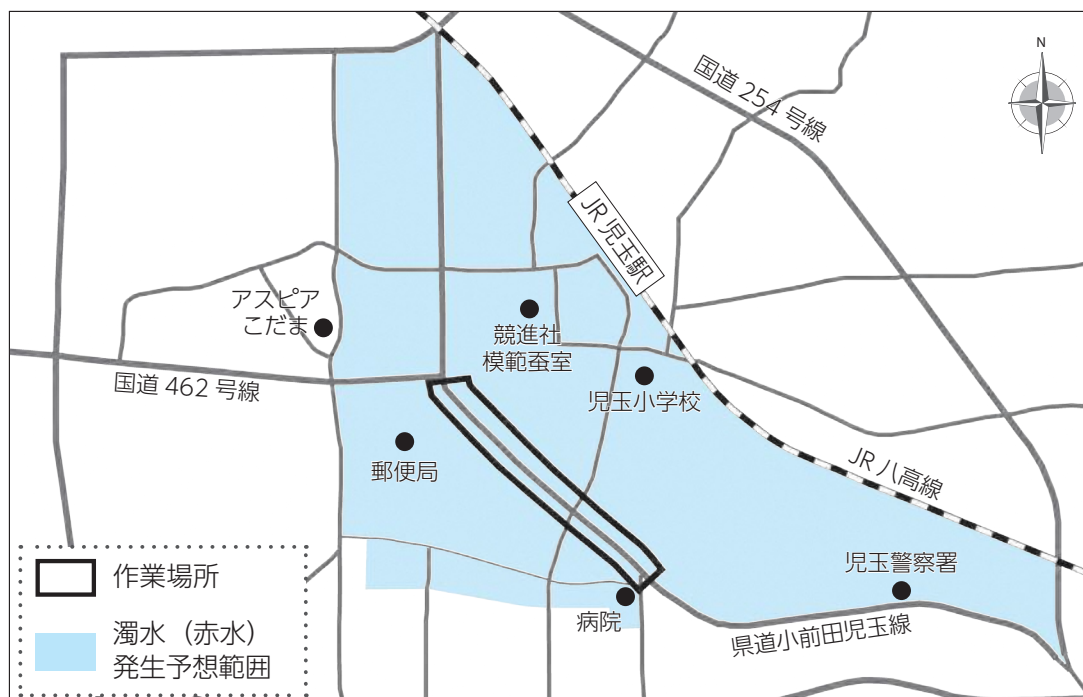 N
国道 254 号線
JR 児玉駅
アスピア
こだま
競進社
模範蚕室
国道 462 号線
児玉小学校
郵便局
JR 八高線
児玉警察署
病院
県道小前田児玉線
作業場所
濁水（赤水）
発生予想範囲